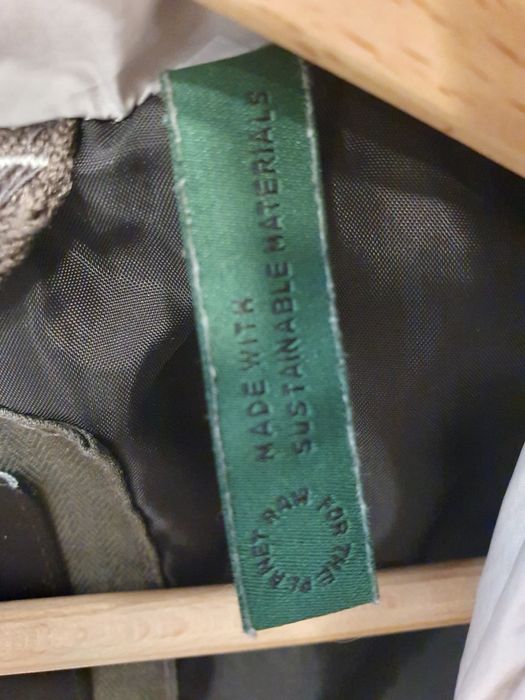 MADE WITH
SUSTAINABLE MATERIALS
RAW FOR THE PLANET